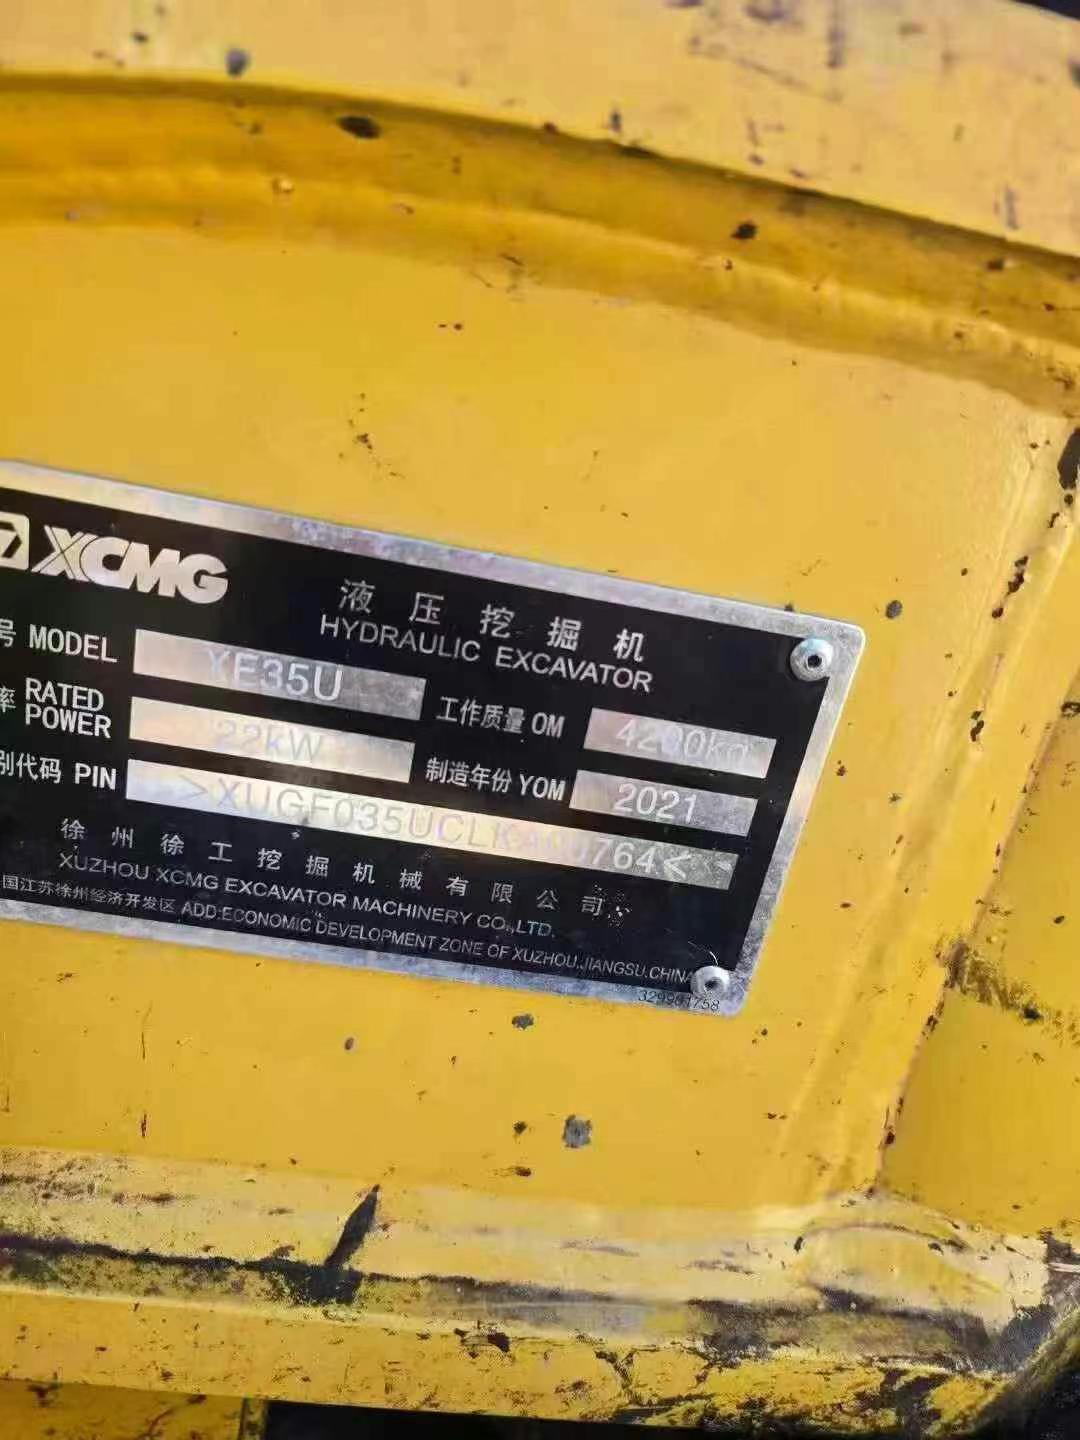 XCMG
液压挖掘机
HYDRAULIC EXCAVATOR
号 MODEL XE35U
率 RATED POWER 22kW
工作质量 OM 4200kg
制造年份 YOM 2021
别代码 PIN
徐州徐工挖掘机械有限公司
XUZHOU XCMG EXCAVATOR MACHINERY CO.,LTD.
国江苏徐州经济开发区 ADD:ECONOMIC DEVELOPMENT ZONE OF XUZHOU.JIANGSU.CHINA